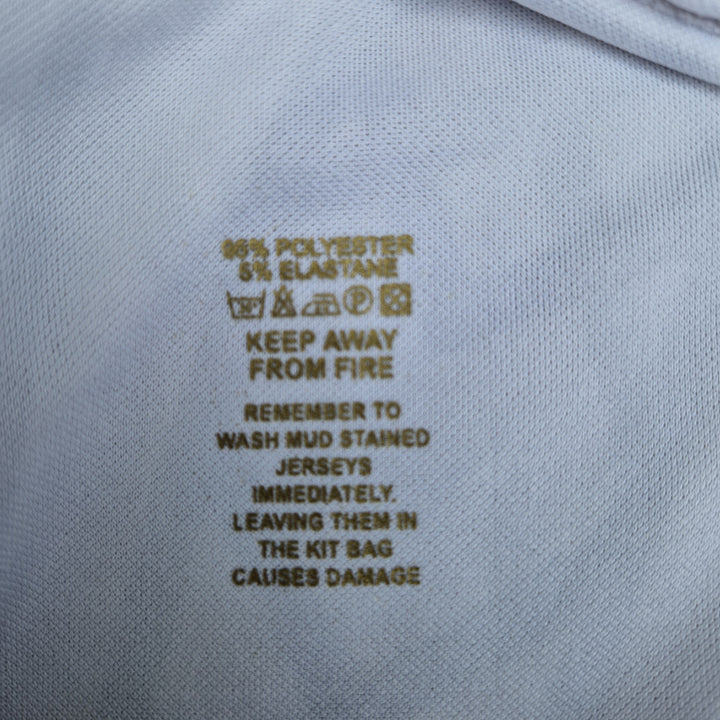 95% POLYESTER
5% ELASTANE
30° P
KEEP AWAY
FROM FIRE
REMEMBER TO
WASH MUD STAINED
JERSEYS
IMMEDIATELY.
LEAVING THEM IN
THE KIT BAG
CAUSES DAMAGE